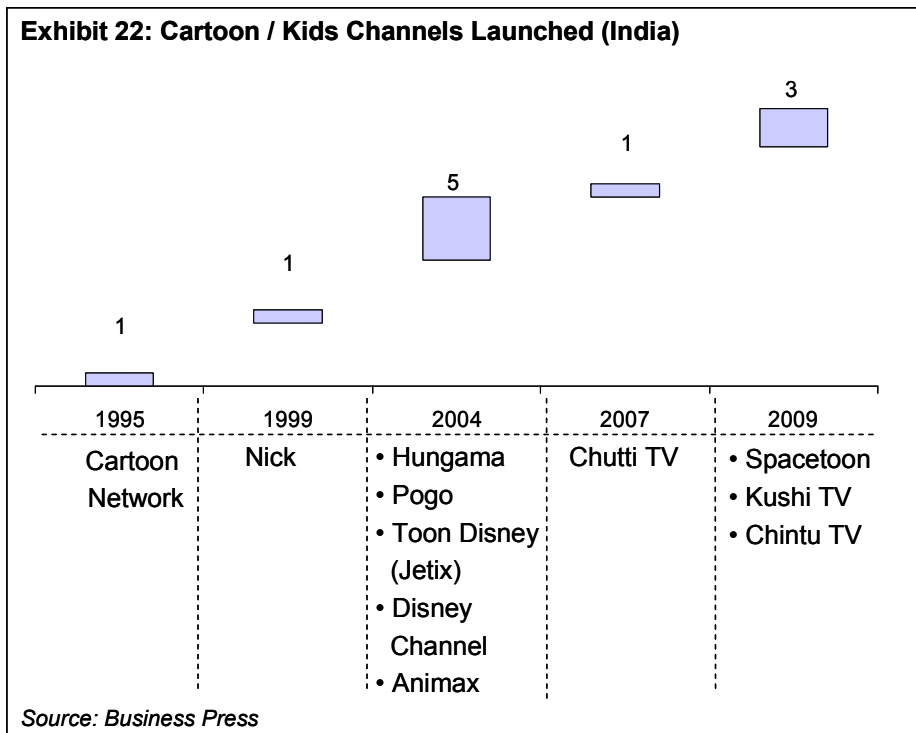 Exhibit 22: Cartoon / Kids Channels Launched (India)
1
1
5
1
3
1995
1999
2004
2007
2009
Cartoon
Network
Nick
• Hungama
• Pogo
• Toon Disney
(Jetix)
• Disney
Channel
• Animax
Chutti TV
• Spacetoon
• Kushi TV
• Chintu TV
Source: Business Press